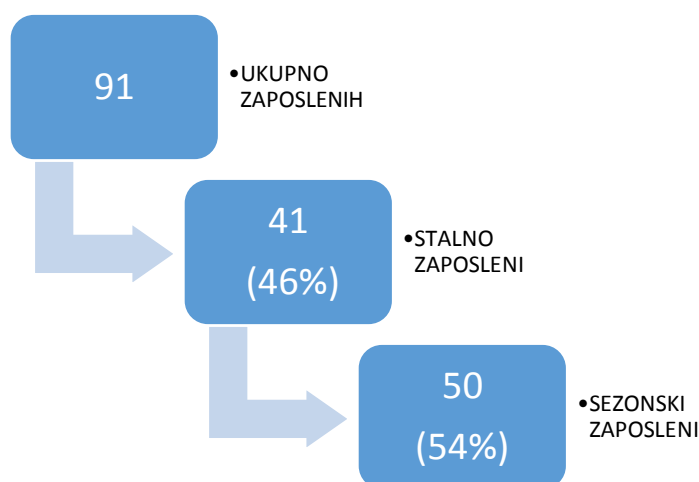 91
•UKUPNO
ZAPOSLENIH
41
(46%)
•STALNO
ZAPOSLENI
50
(54%)
•SEZONSKI
ZAPOSLENI